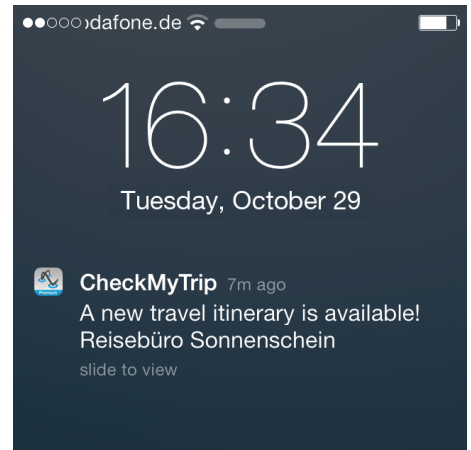 dafone.de
16:34
Tuesday, October 29
CheckMyTrip 7m ago
A new travel itinerary is available!
Reisebüro Sonnenschein
slide to view
Premium